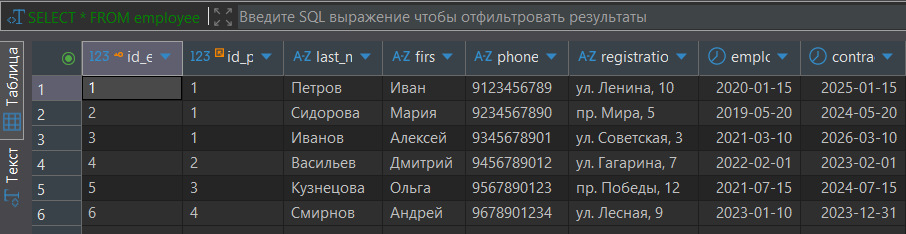 SELECT * FROM employee Введите SQL выражение чтобы отфильтровать результаты
Таблица
Текст
123 id_e 123 id_p A-Z last_n A-Z firs A-Z phone A-Z registratio emplo contra
1 1 1 Петров Иван 9123456789 ул. Ленина, 10 2020-01-15 2025-01-15
2 2 1 Сидорова Мария 9234567890 пр. Мира, 5 2019-05-20 2024-05-20
3 3 1 Иванов Алексей 9345678901 ул. Советская, 3 2021-03-10 2026-03-10
4 4 2 Васильев Дмитрий 9456789012 ул. Гагарина, 7 2022-02-01 2023-02-01
5 5 3 Кузнецова Ольга 9567890123 пр. Победы, 12 2021-07-15 2024-07-15
6 6 4 Смирнов Андрей 9678901234 ул. Лесная, 9 2023-01-10 2023-12-31